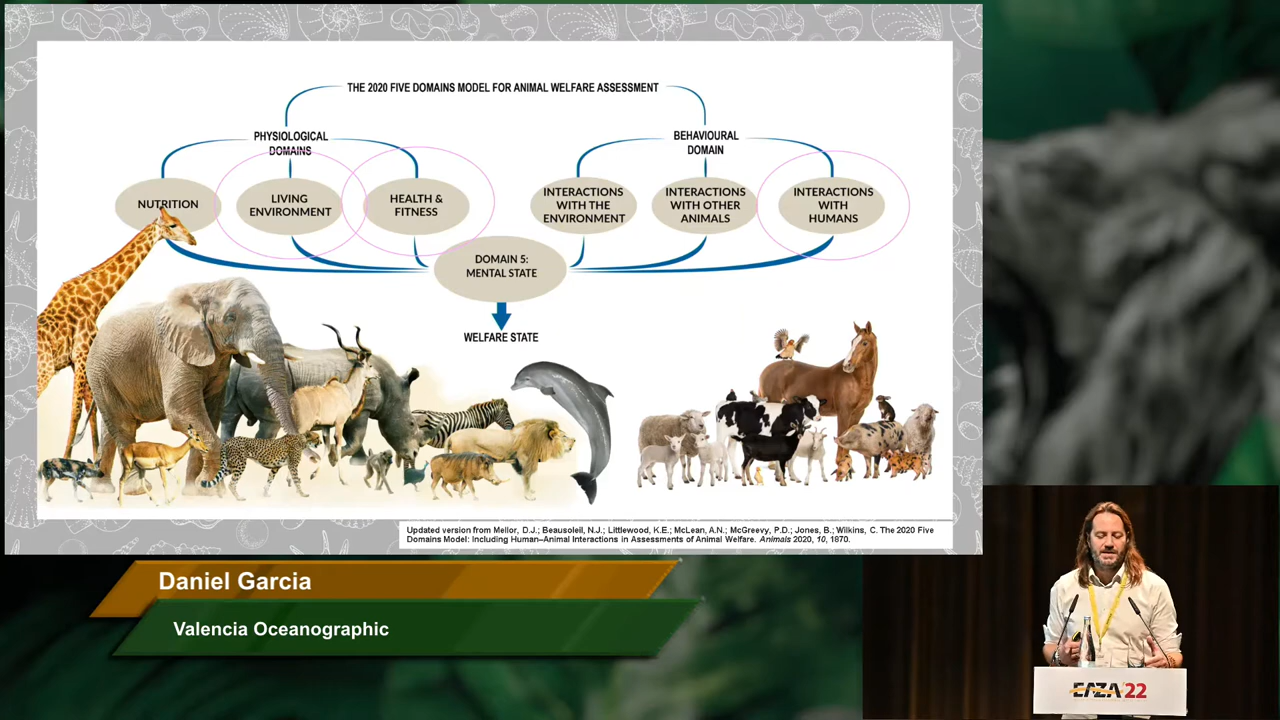 THE 2020 FIVE DOMAINS MODEL FOR ANIMAL WELFARE ASSESSMENT
PHYSIOLOGICAL
DOMAINS
BEHAVIOURAL
DOMAIN
NUTRITION
LIVING
ENVIRONMENT
HEALTH &
FITNESS
INTERACTIONS
WITH THE
ENVIRONMENT
INTERACTIONS
WITH OTHER
ANIMALS
INTERACTIONS
WITH
HUMANS
DOMAIN 5:
MENTAL STATE
WELFARE STATE
Updated version from Mellor, D.J.; Beausoleil, N.J.; Littlewood, K.E.; McLean, A.N.; McGreevy, P.D.; Jones, B.; Wilkins, C. The 2020 Five
Domains Model: Including Human–Animal Interactions in Assessments of Animal Welfare. Animals 2020, 10, 1870.
Daniel Garcia
Valencia Oceanographic
EAZA'22